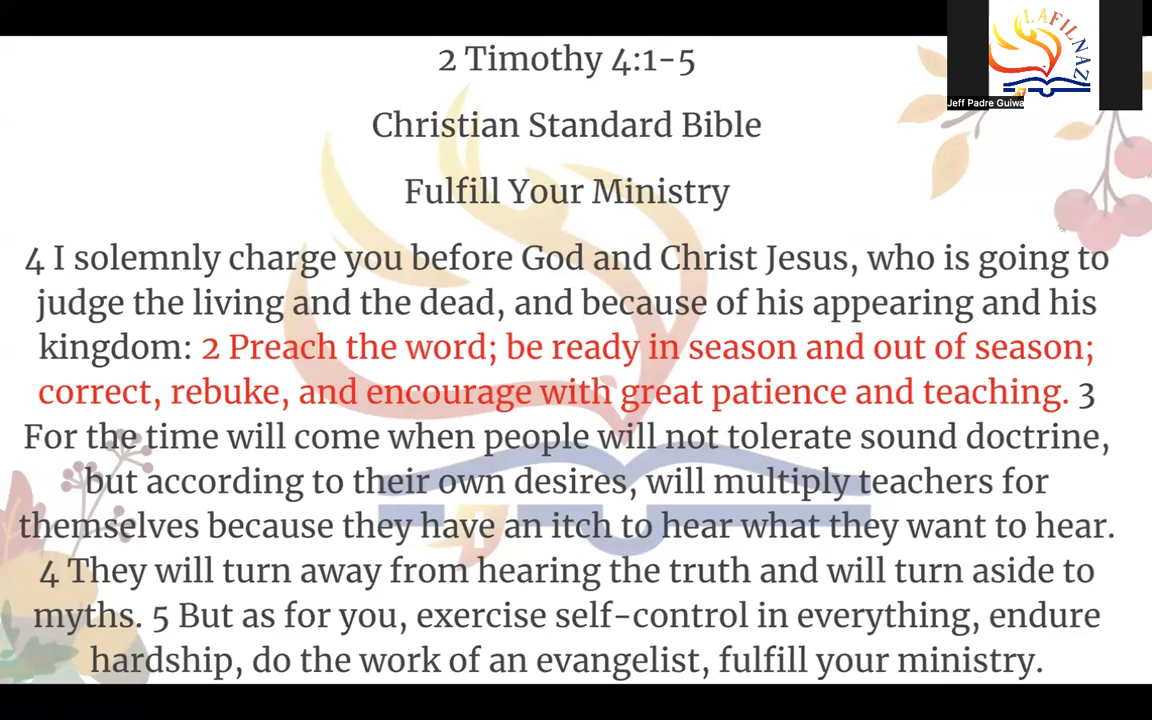 2 Timothy 4:1-5
Christian Standard Bible
Fulfill Your Ministry
4 I solemnly charge you before God and Christ Jesus, who is going to
judge the living and the dead, and because of his appearing and his
kingdom: 2 Preach the word; be ready in season and out of season;
correct, rebuke, and encourage with great patience and teaching. 3
For the time will come when people will not tolerate sound doctrine,
but according to their own desires, will multiply teachers for
themselves because they have an itch to hear what they want to hear.
4 They will turn away from hearing the truth and will turn aside to
myths. 5 But as for you, exercise self-control in everything, endure
hardship, do the work of an evangelist, fulfill your ministry.
LAFILNAZ
Jeff Padre Guiwa